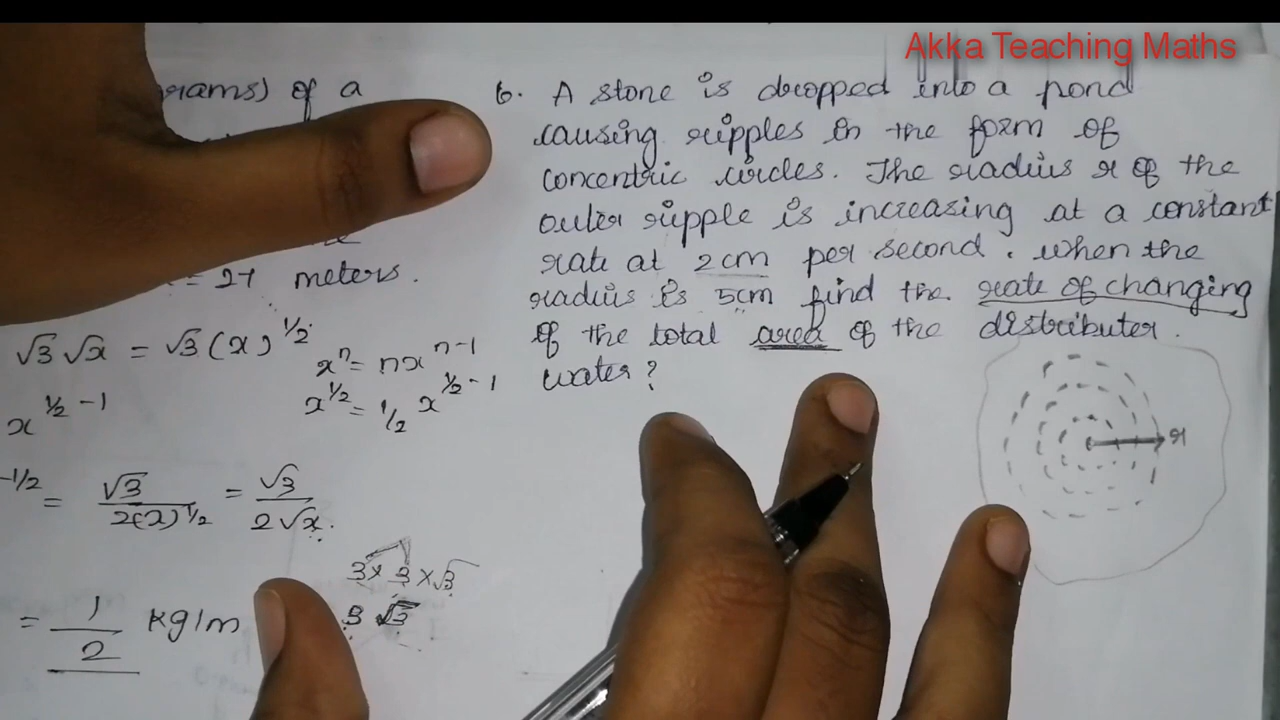 Akka Teaching Maths
rams) of a
= 27 meters.
√3 √x = √3 (x)^1/2
x^n = nx^n-1
x^1/2 = 1/2 x^1/2-1
x^1/2-1
-1/2 = √3/2(x)^1/2 = √3/2√x.
3×3×√3
3 √3
= 1/2 kg/m
6. A stone is dropped into a pond
causing ripples in the form of
concentric circles. The radius r of the
outer ripple is increasing at a constant
rate at 2cm per second. when the
radius is 5cm find the rate of changing
of the total area of the distributer
water?
r